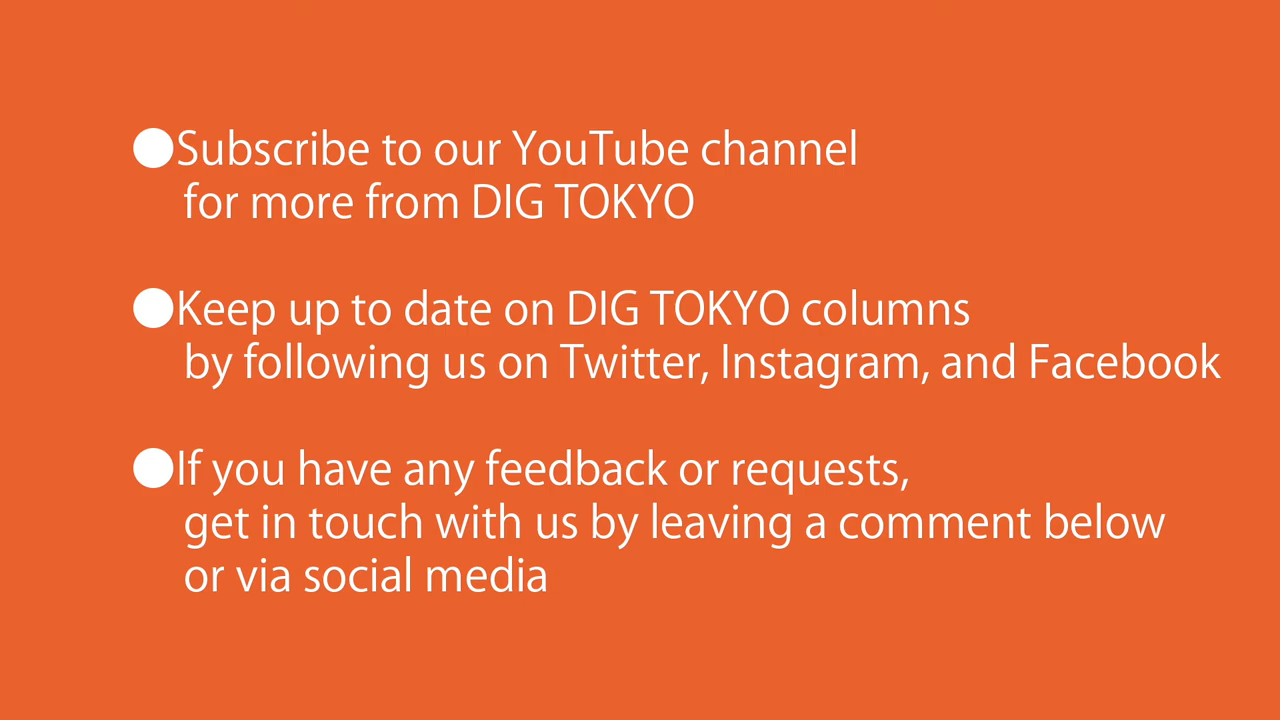 ●Subscribe to our YouTube channel
for more from DIG TOKYO
●Keep up to date on DIG TOKYO columns
by following us on Twitter, Instagram, and Facebook
●If you have any feedback or requests,
get in touch with us by leaving a comment below
or via social media